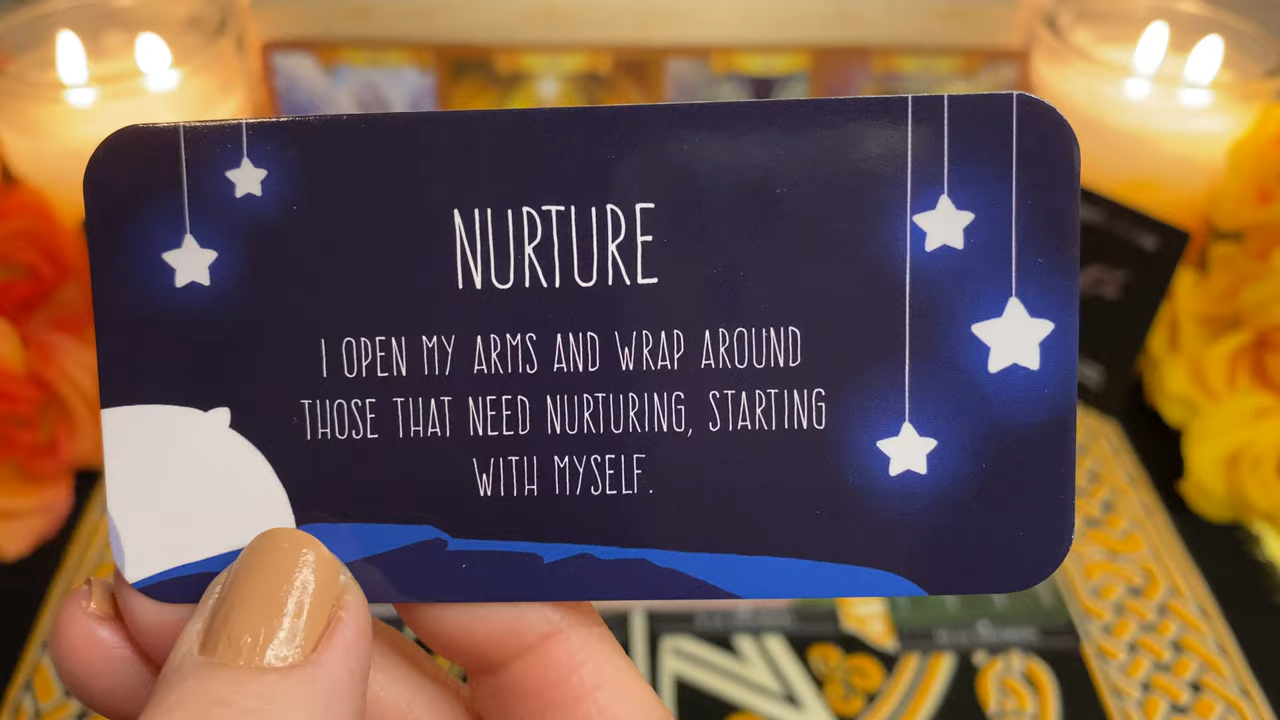 NURTURE
I OPEN MY ARMS AND WRAP AROUND
THOSE THAT NEED NURTURING, STARTING
WITH MYSELF.